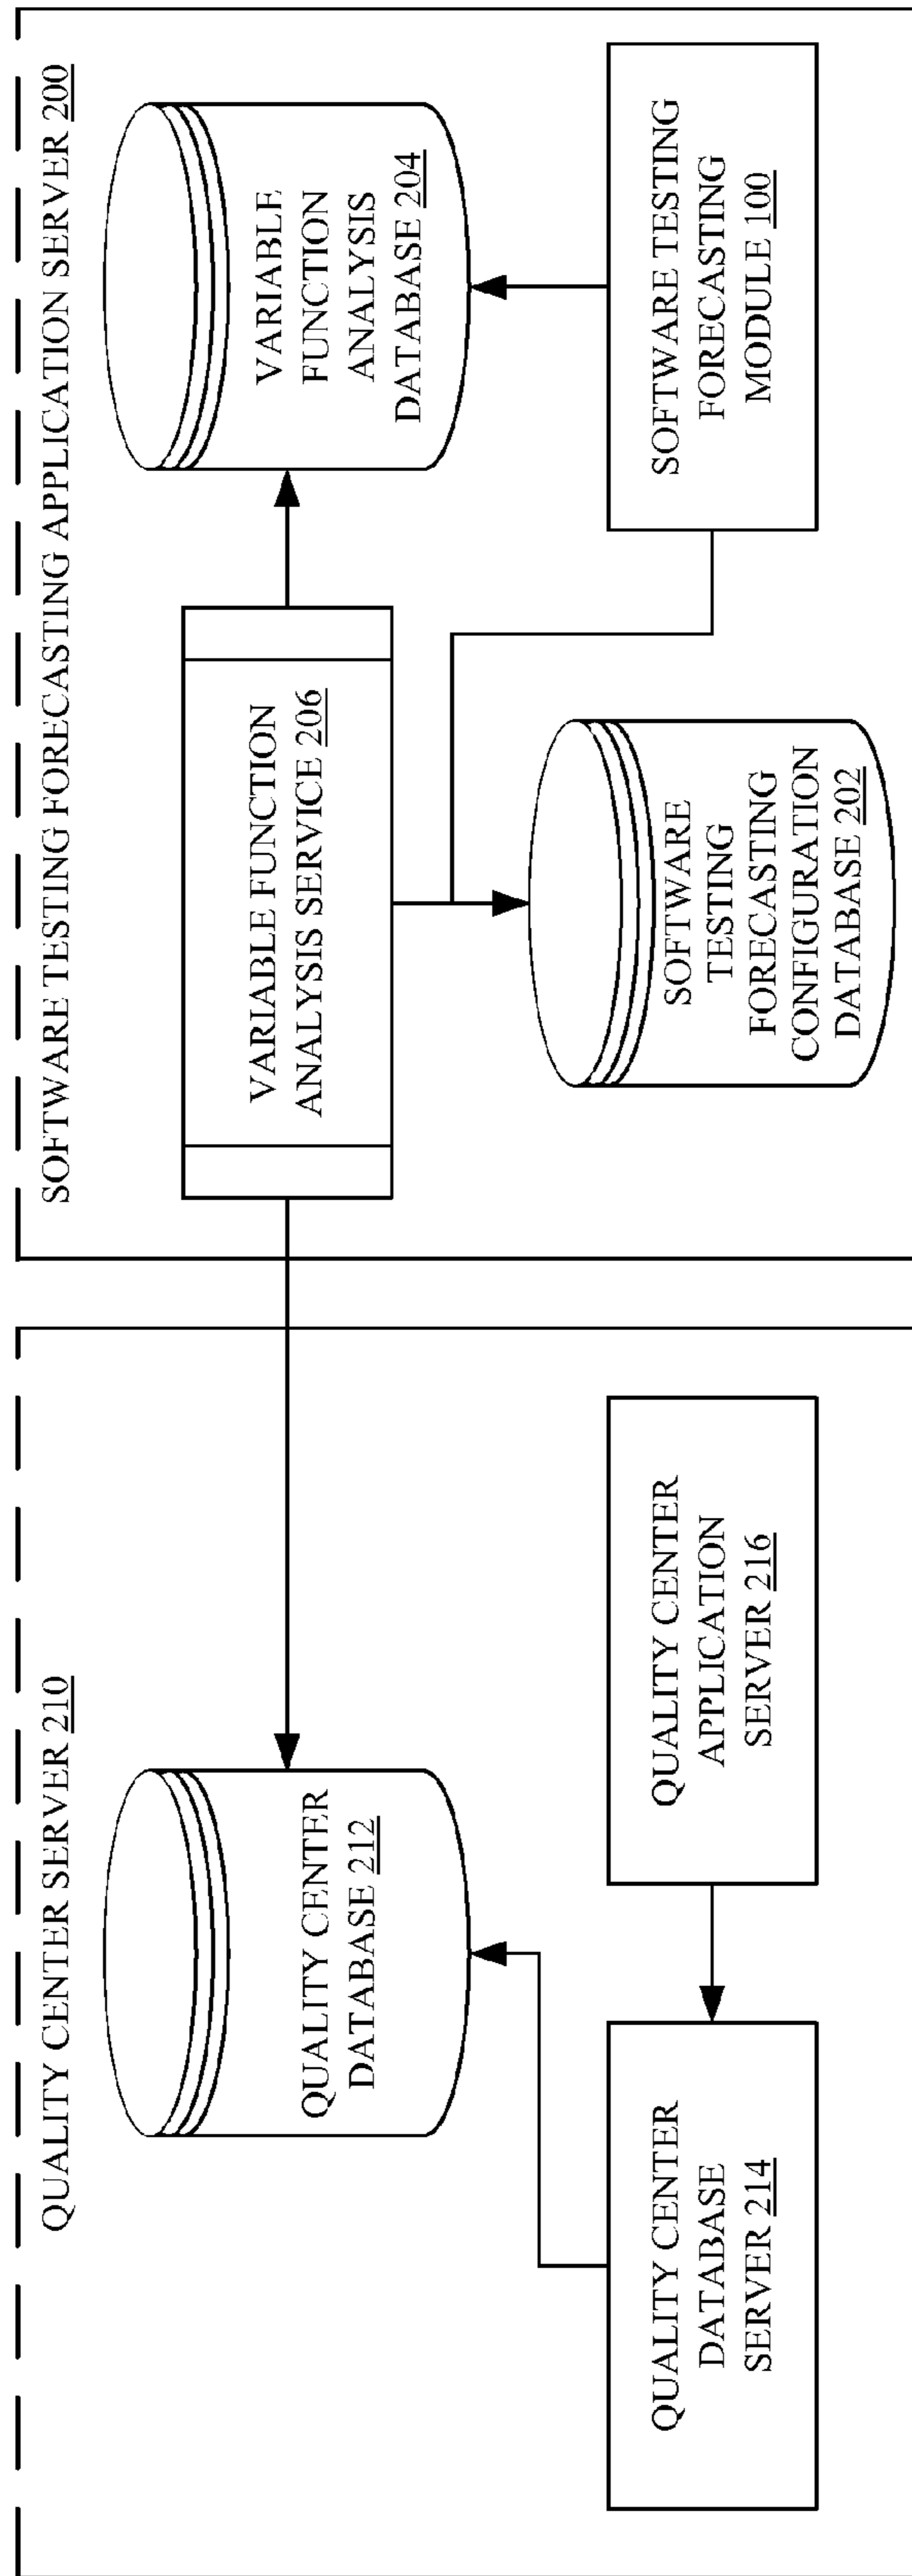 QUALITY CENTER SERVER 210
QUALITY CENTER
DATABASE 212
QUALITY CENTER
DATABASE
SERVER 214
QUALITY CENTER
APPLICATION
SERVER 216
SOFTWARE TESTING FORECASTING APPLICATION SERVER 200
VARIABLE FUNCTION
ANALYSIS SERVICE 206
VARIABLE
FUNCTION
ANALYSIS
DATABASE 204
SOFTWARE
TESTING
FORECASTING
CONFIGURATION
DATABASE 202
SOFTWARE TESTING
FORECASTING
MODULE 100